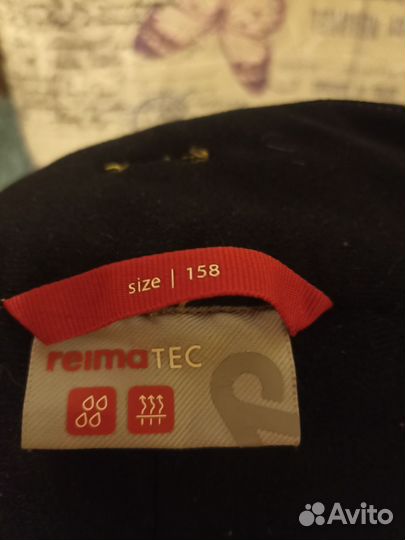 size | 158
reimaTEC
Avito